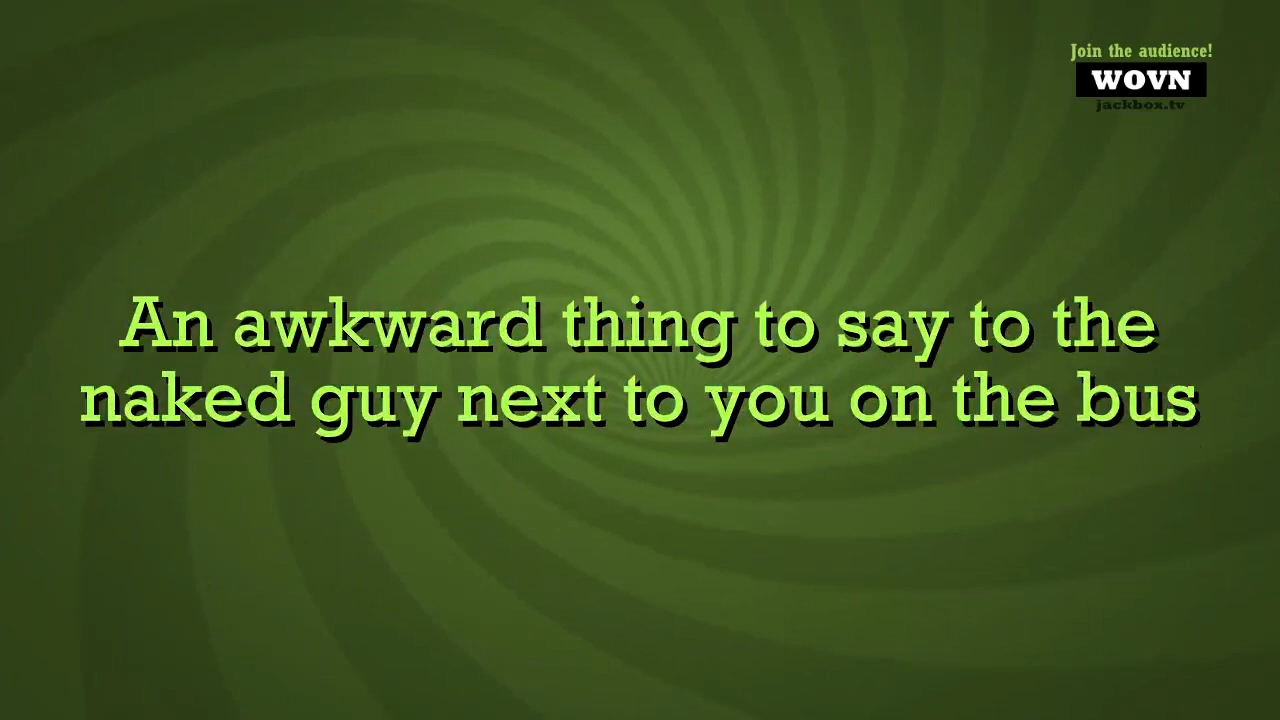 Join the audience!
WOVN
jackbox.tv
An awkward thing to say to the
naked guy next to you on the bus